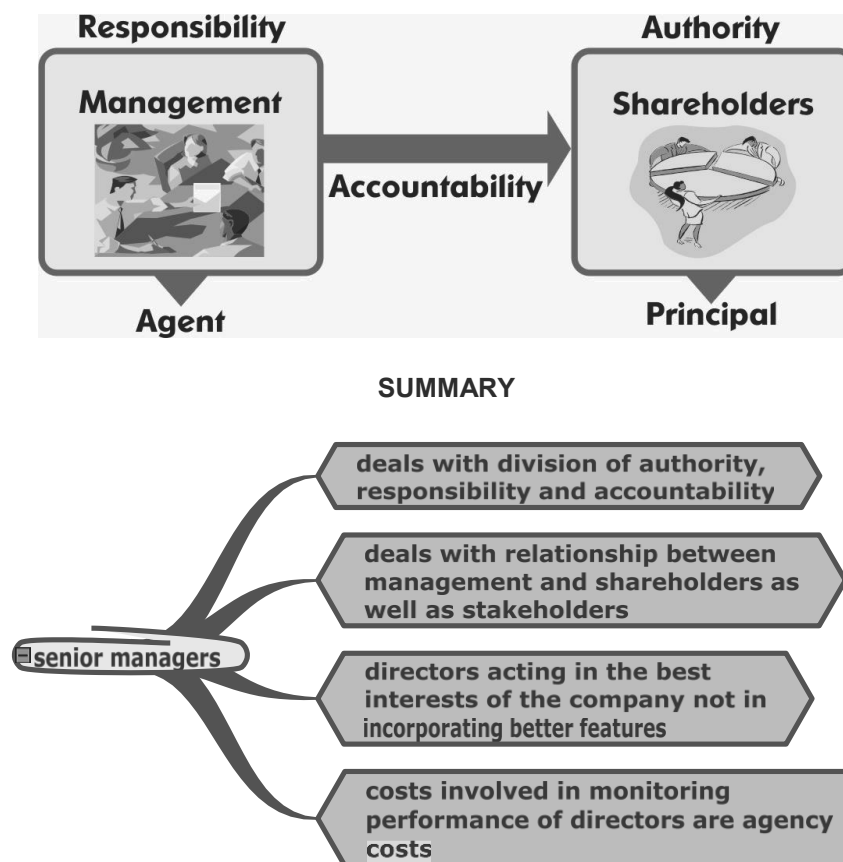 Responsibility
Authority
Management
Shareholders
Accountability
Agent
Principal
SUMMARY
deals with division of authority,
responsibility and accountability
deals with relationship between
management and shareholders as
well as stakeholders
senior managers
directors acting in the best
interests of the company not in
incorporating better features
costs involved in monitoring
performance of directors are agency
costs